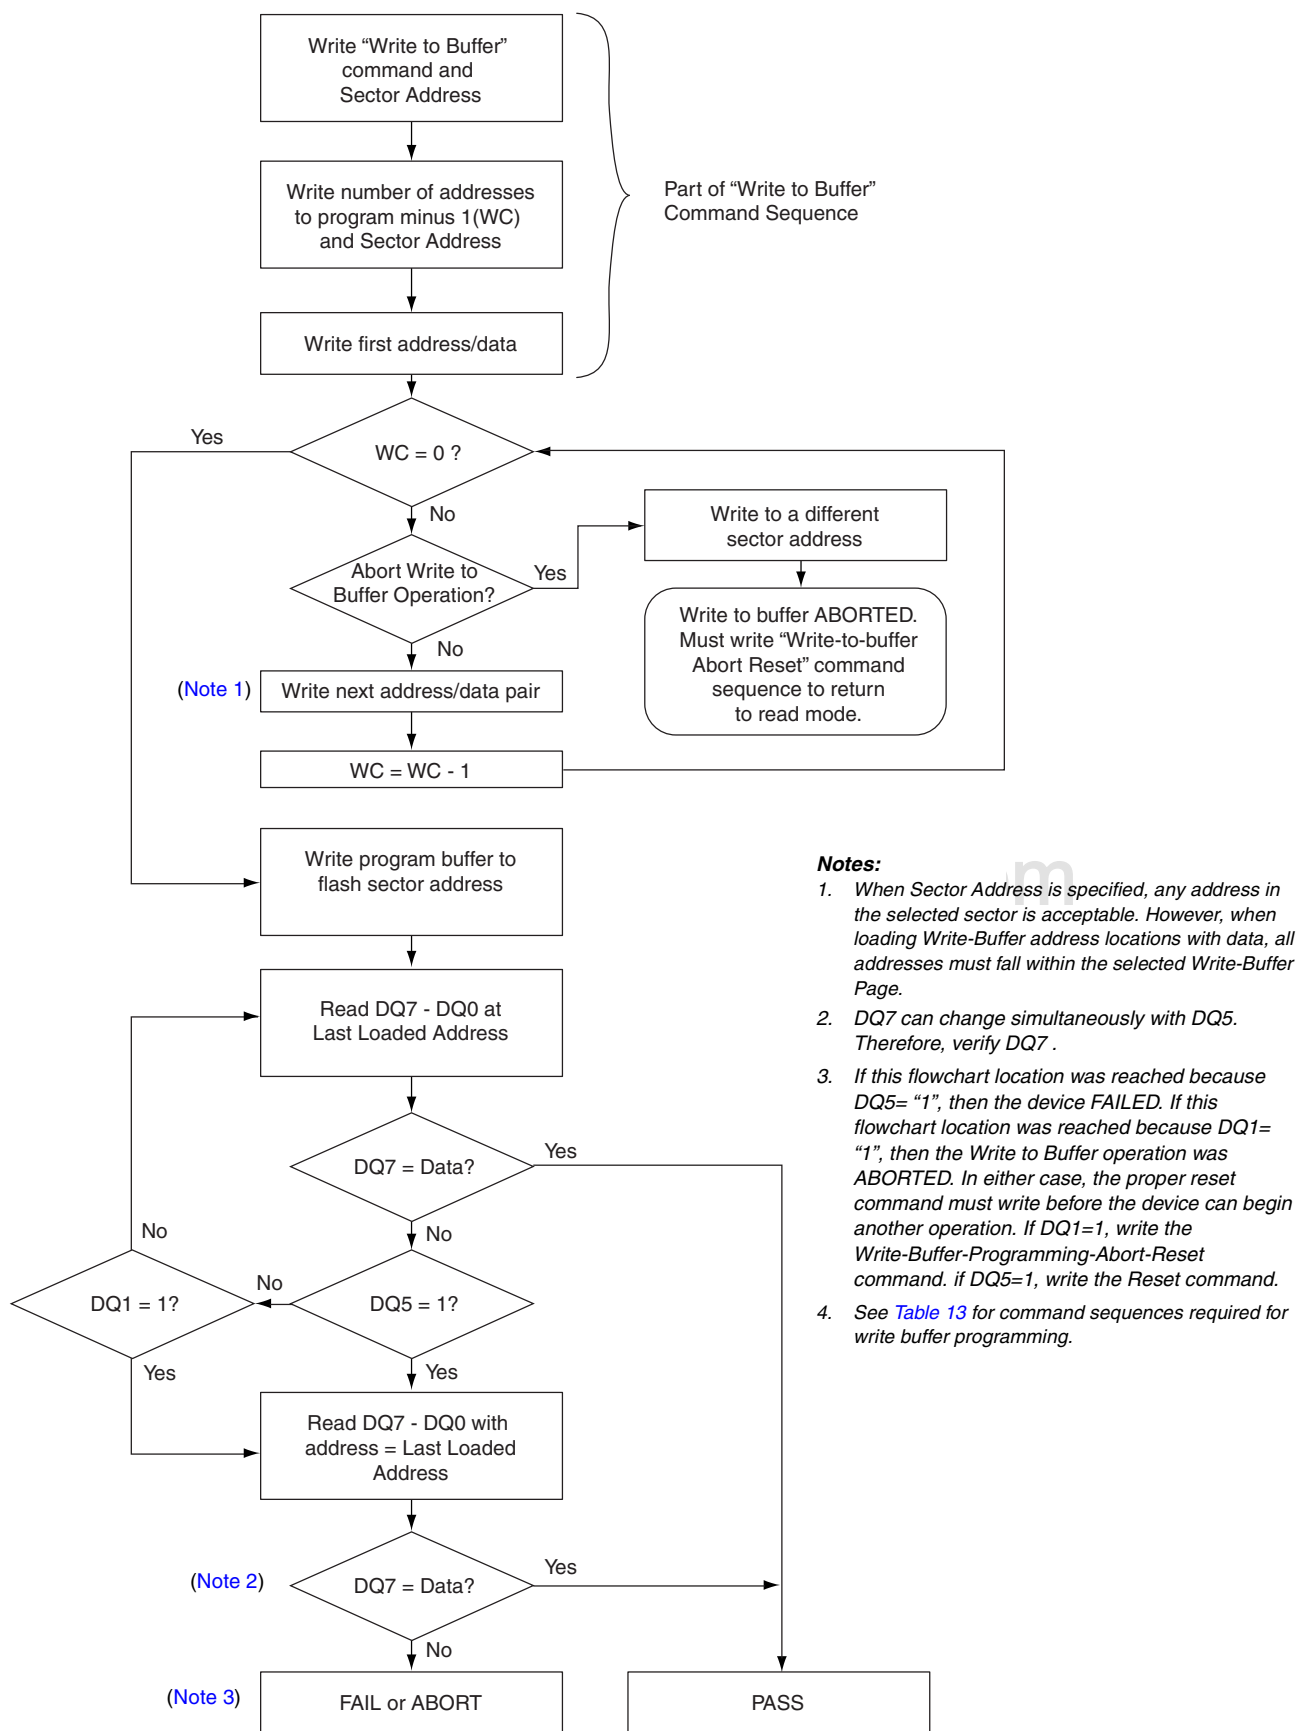 Write “Write to Buffer”
command and
Sector Address
Write number of addresses
to program minus 1(WC)
and Sector Address
Part of “Write to Buffer”
Command Sequence
Write first address/data
Yes
WC = 0 ?
No
Write to a different
sector address
Abort Write to
Buffer Operation?
Yes
Write to buffer ABORTED.
Must write “Write-to-buffer
Abort Reset” command
sequence to return
to read mode.
No
(Note 1)
Write next address/data pair
WC = WC - 1
Write program buffer to
flash sector address
Read DQ7 - DQ0 at
Last Loaded Address
DQ7 = Data?
Yes
No
No
DQ1 = 1?
No
DQ5 = 1?
Yes
Yes
Read DQ7 - DQ0 with
address = Last Loaded
Address
(Note 2)
DQ7 = Data?
Yes
No
(Note 3)
FAIL or ABORT
PASS
Notes:
1. When Sector Address is specified, any address in
the selected sector is acceptable. However, when
loading Write-Buffer address locations with data, all
addresses must fall within the selected Write-Buffer
Page.
2. DQ7 can change simultaneously with DQ5.
Therefore, verify DQ7 .
3. If this flowchart location was reached because
DQ5= “1”, then the device FAILED. If this
flowchart location was reached because DQ1=
“1”, then the Write to Buffer operation was
ABORTED. In either case, the proper reset
command must write before the device can begin
another operation. If DQ1=1, write the
Write-Buffer-Programming-Abort-Reset
command. if DQ5=1, write the Reset command.
4. See Table 13 for command sequences required for
write buffer programming.